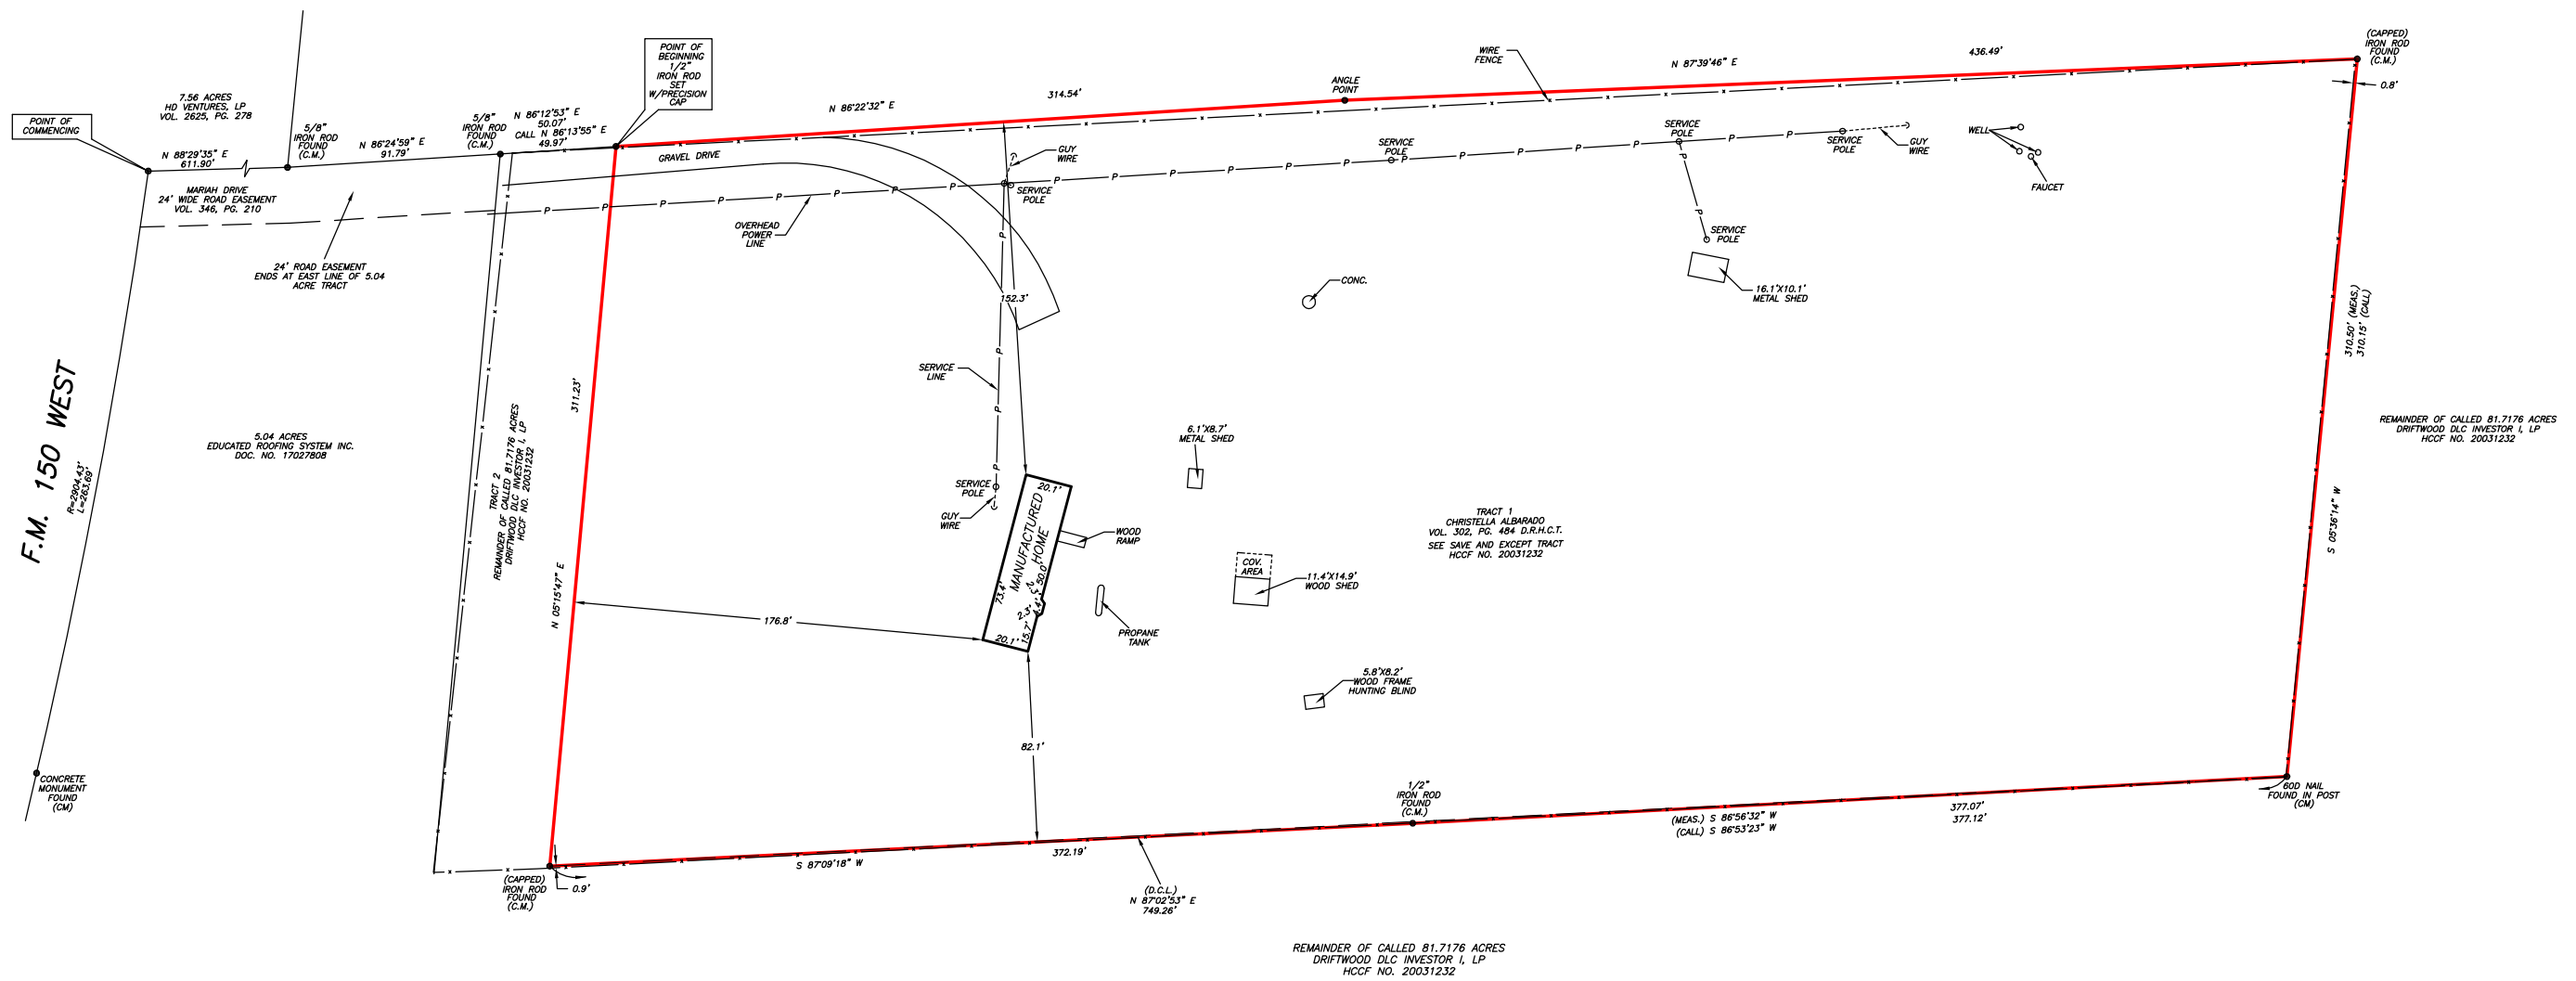 7.56 ACRES
HD VENTURES, LP
VOL. 2625, PG. 278
POINT OF
COMMENCING
N 88°29'35" E
611.90'
5/8"
IRON ROD
FOUND
(C.M.)
N 86°24'59" E
91.79'
5/8"
IRON ROD
FOUND
(C.M.)
N 86°12'53" E
50.07'
CALL N 86°13'55" E
49.97'
POINT OF
BEGINNING
1/2"
IRON ROD
SET
W/PRECISION
CAP
N 86°22'32" E
314.54'
ANGLE
POINT
WIRE
FENCE
N 87°39'46" E
436.49'
(CAPPED)
IRON ROD
FOUND
(C.M.)
0.8'
MARIAH DRIVE
24' WIDE ROAD EASEMENT
VOL. 346, PG. 210
24' ROAD EASEMENT
ENDS AT EAST LINE OF 5.04
ACRE TRACT
GRAVEL DRIVE
OVERHEAD
POWER
LINE
GUY
WIRE
SERVICE
POLE
SERVICE
POLE
SERVICE
POLE
SERVICE
POLE
GUY
WIRE
WELL
FAUCET
SERVICE
POLE
16.1'X10.1'
METAL SHED
CONC.
152.3'
SERVICE
LINE
F.M. 150 WEST
R=2904.43'
L=263.69'
5.04 ACRES
EDUCATED ROOFING SYSTEM INC.
DOC. NO. 17027808
TRACT 2
REMAINDER OF CALLED 81.7176 ACRES
DRIFTWOOD DLC INVESTOR I, LP
HCCF NO. 20031232
311.23'
N 05°15'47" E
SERVICE
POLE
GUY
WIRE
20.1'
MANUFACTURED
HOME
73.4'
50.0'
2.3'
4.4'
15.7'
20.1'
WOOD
RAMP
6.1'X8.7'
METAL SHED
COV.
AREA
11.4'X14.9'
WOOD SHED
PROPANE
TANK
176.8'
5.8'X8.2'
WOOD FRAME
HUNTING BLIND
82.1'
TRACT 1
CHRISTELLA ALBARADO
VOL. 302, PG. 484 D.R.H.C.T.
SEE SAVE AND EXCEPT TRACT
HCCF NO. 20031232
310.50' (MEAS.)
310.15' (CALL)
S 05°36'14" W
REMAINDER OF CALLED 81.7176 ACRES
DRIFTWOOD DLC INVESTOR I, LP
HCCF NO. 20031232
CONCRETE
MONUMENT
FOUND
(CM)
(CAPPED)
IRON ROD
FOUND
(C.M.)
0.9'
S 87°09'18" W
372.19'
(D.C.L.)
N 87°02'53" E
749.26'
1/2"
IRON ROD
FOUND
(C.M.)
(MEAS.) S 86°56'32" W
377.07'
(CALL) S 86°53'23" W
377.12'
60D NAIL
FOUND IN POST
(CM)
REMAINDER OF CALLED 81.7176 ACRES
DRIFTWOOD DLC INVESTOR I, LP
HCCF NO. 20031232